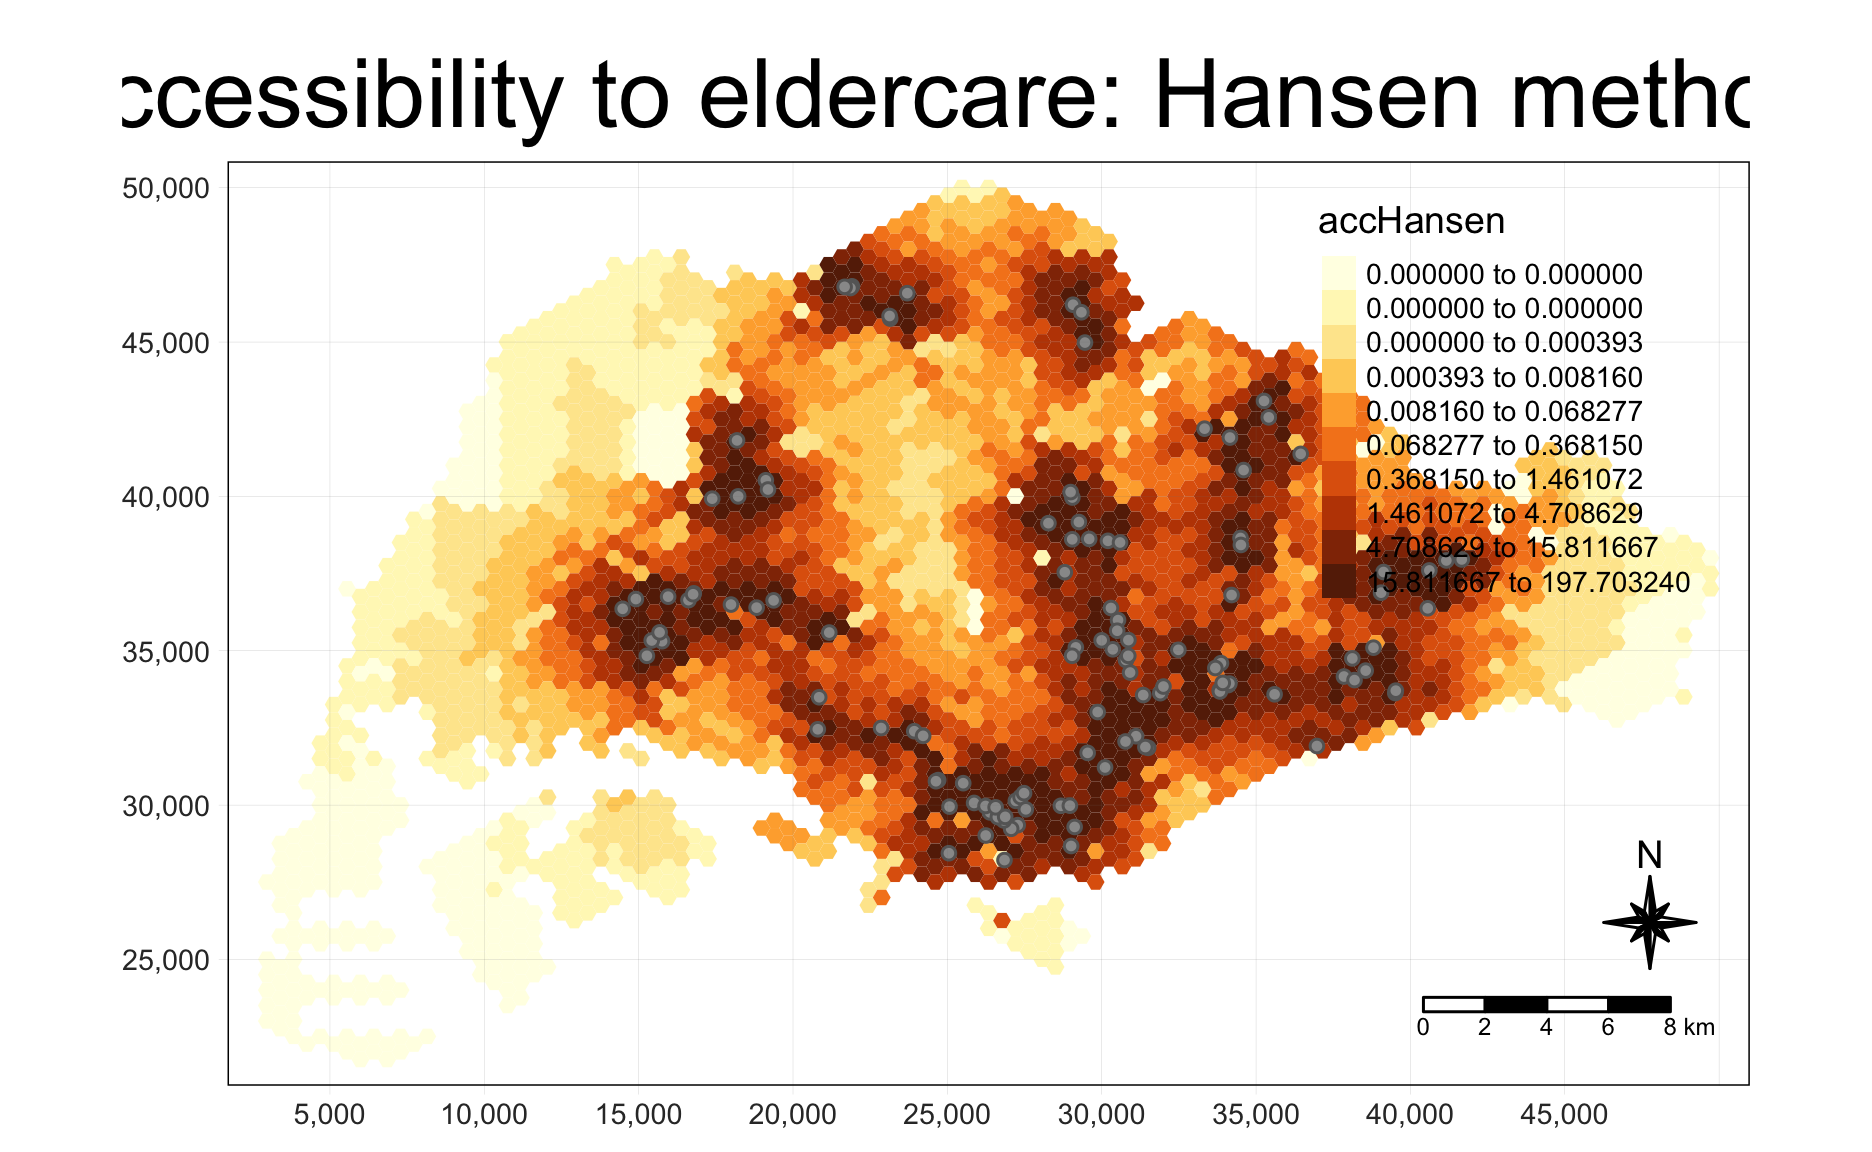 ccessibility to eldercare: Hansen metho
50,000
45,000
40,000
35,000
30,000
25,000
accHansen
0.000000 to 0.000000
0.000000 to 0.000000
0.000000 to 0.000393
0.000393 to 0.008160
0.008160 to 0.068277
0.068277 to 0.368150
0.368150 to 1.461072
1.461072 to 4.708629
4.708629 to 15.811667
15.811667 to 197.703240
N
0 2 4 6 8 km
5,000 10,000 15,000 20,000 25,000 30,000 35,000 40,000 45,000